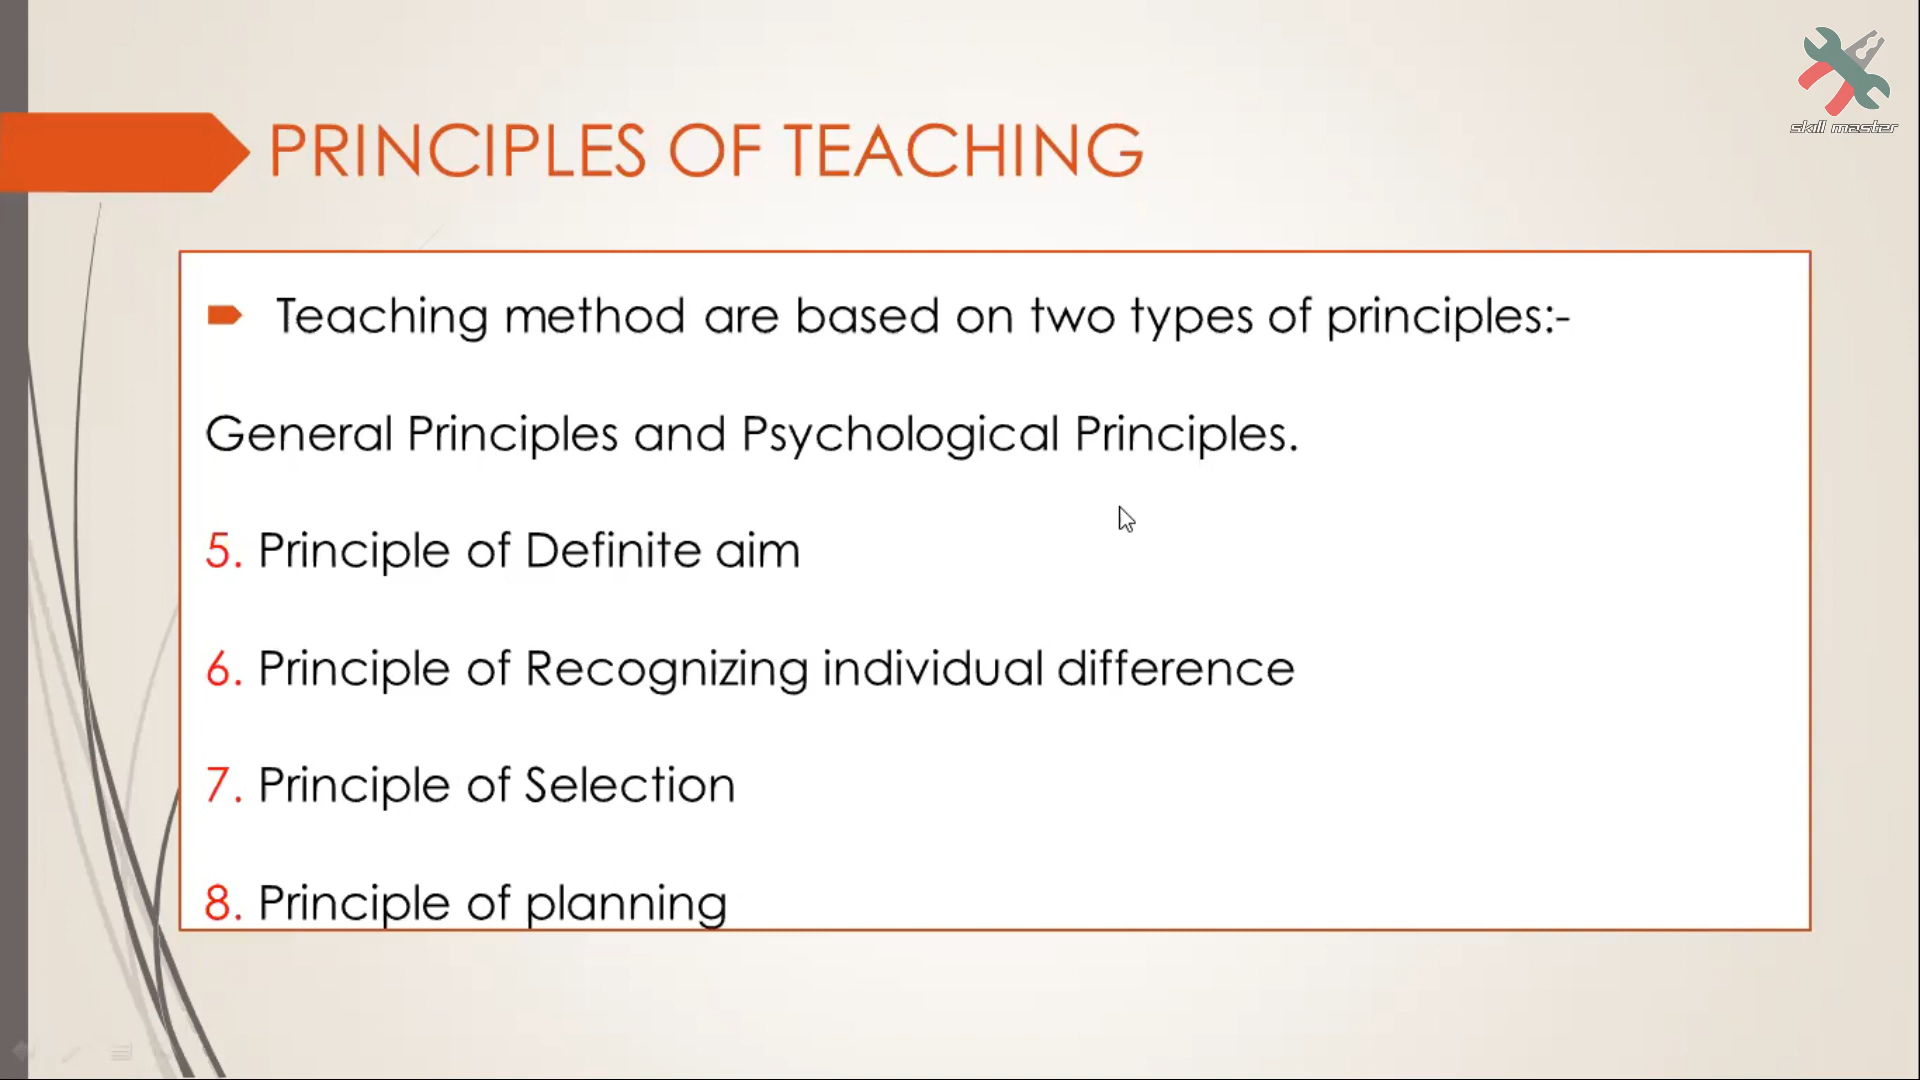 skill master
PRINCIPLES OF TEACHING
Teaching method are based on two types of principles:-
General Principles and Psychological Principles.
5. Principle of Definite aim
6. Principle of Recognizing individual difference
7. Principle of Selection
8. Principle of planning